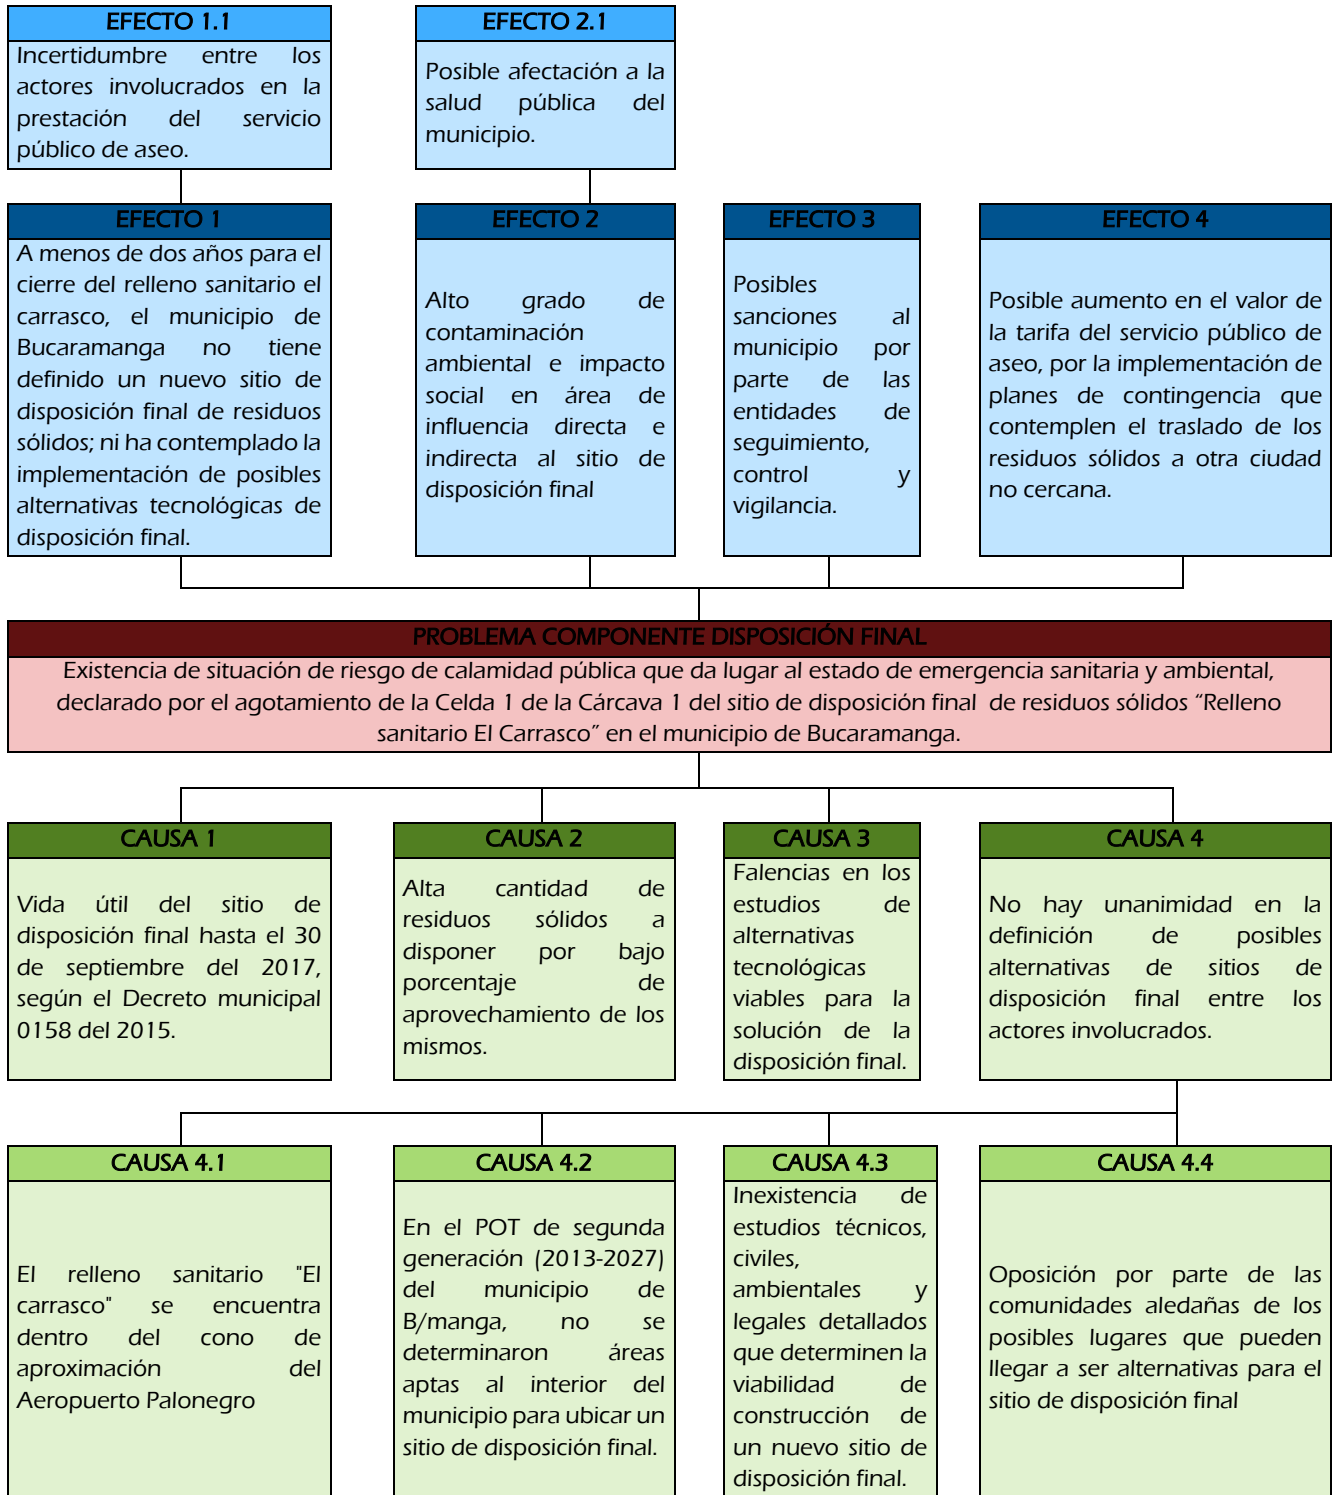 EFECTO 1.1
Incertidumbre entre los
actores involucrados en la
prestación del servicio
público de aseo.
EFECTO 2.1
Posible afectación a la
salud pública del
municipio.
EFECTO 1
A menos de dos años para el
cierre del relleno sanitario el
carrasco, el municipio de
Bucaramanga no tiene
definido un nuevo sitio de
disposición final de residuos
sólidos; ni ha contemplado la
implementación de posibles
alternativas tecnológicas de
disposición final.
EFECTO 2
Alto grado de
contaminación
ambiental e impacto
social en área de
influencia directa e
indirecta al sitio de
disposición final
EFECTO 3
Posibles
sanciones al
municipio por
parte de las
entidades de
seguimiento,
control y
vigilancia.
EFECTO 4
Posible aumento en el valor de
la tarifa del servicio público de
aseo, por la implementación de
planes de contingencia que
contemplen el traslado de los
residuos sólidos a otra ciudad
no cercana.
PROBLEMA COMPONENTE DISPOSICIÓN FINAL
Existencia de situación de riesgo de calamidad pública que da lugar al estado de emergencia sanitaria y ambiental,
declarado por el agotamiento de la Celda 1 de la Cárcava 1 del sitio de disposición final de residuos sólidos “Relleno
sanitario El Carrasco” en el municipio de Bucaramanga.
CAUSA 1
Vida útil del sitio de
disposición final hasta el 30
de septiembre del 2017,
según el Decreto municipal
0158 del 2015.
CAUSA 2
Alta cantidad de
residuos sólidos a
disponer por bajo
porcentaje de
aprovechamiento de los
mismos.
CAUSA 3
Falencias en los
estudios de
alternativas
tecnológicas
viables para la
solución de la
disposición final.
CAUSA 4
No hay unanimidad en la
definición de posibles
alternativas de sitios de
disposición final entre los
actores involucrados.
CAUSA 4.1
El relleno sanitario "El
carrasco" se encuentra
dentro del cono de
aproximación del
Aeropuerto Palonegro
CAUSA 4.2
En el POT de segunda
generación (2013-2027)
del municipio de
B/manga, no se
determinaron áreas
aptas al interior del
municipio para ubicar un
sitio de disposición final.
CAUSA 4.3
Inexistencia de
estudios técnicos,
civiles,
ambientales y
legales detallados
que determinen la
viabilidad de
construcción de
un nuevo sitio de
disposición final.
CAUSA 4.4
Oposición por parte de las
comunidades aledañas de los
posibles lugares que pueden
llegar a ser alternativas para el
sitio de disposición final